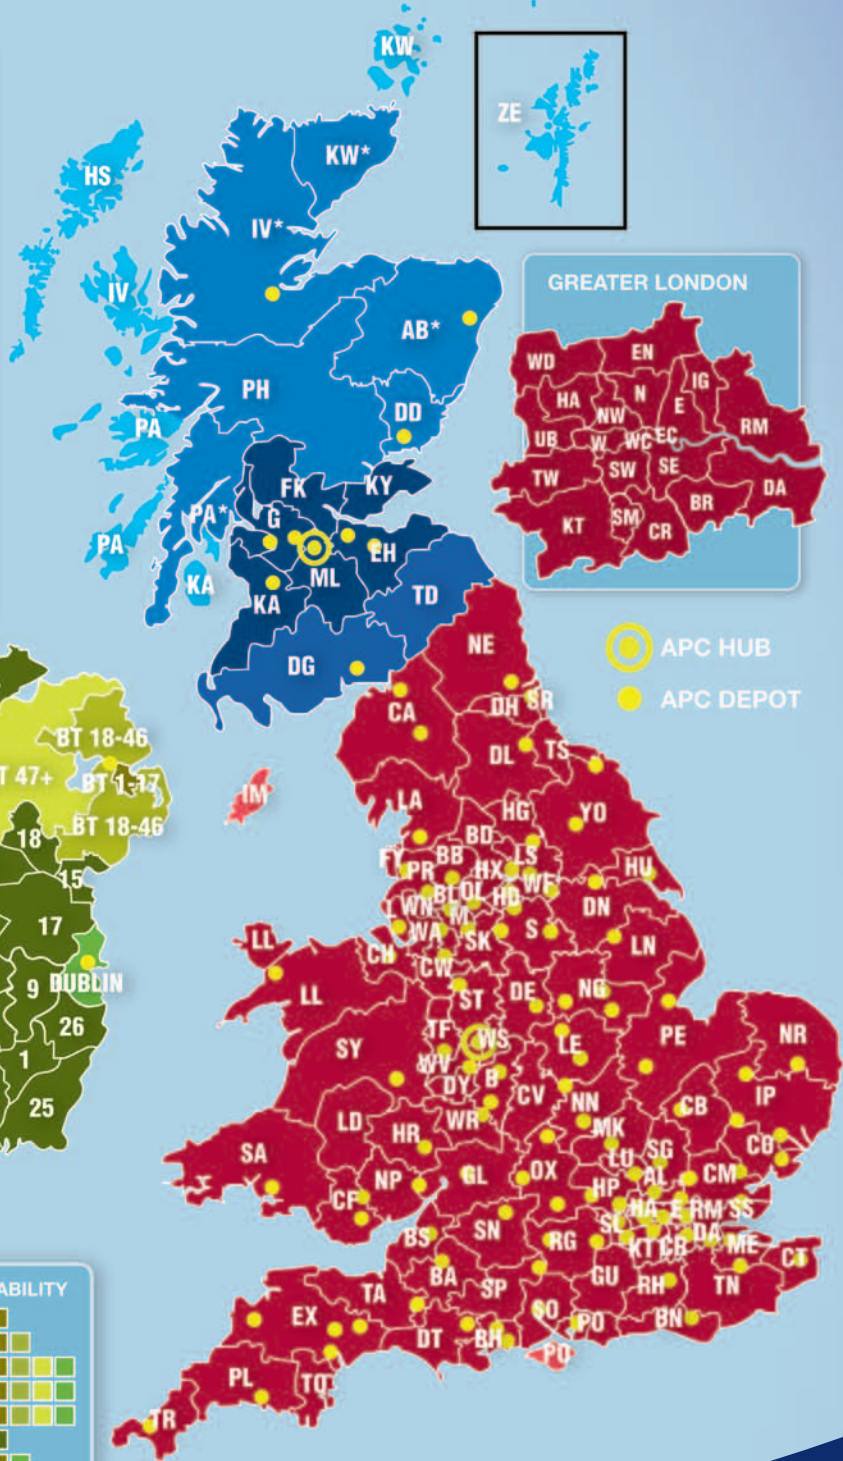 KW
ZE
KW*
HS
IV*
IV
GREATER LONDON
AB*
WD
EN
IG
HA
N
E
NW
RM
UB
W
WC
EC
TW
SW
SE
DA
BR
KT
SM
CR
PH
DD
PA
FK
KY
PA*
G
PA
EH
ML
KA
KA
TD
DG
NE
APC HUB
APC DEPOT
CA
DH
SR
BT 18-46
DL
TS
T 47+
BT 1-17
IM
LA
HG
YO
BT 18-46
18
BD
FY
PR
BB
HX
LS
HU
15
BL
OL
HD
WF
L
WN
M
DN
17
WA
SK
S
LL
CH
LN
CW
9
DUBLIN
LL
ST
DE
NG
26
TF
WS
PE
NR
SY
LE
1
WV
DY
B
CV
IP
25
LD
WR
NN
CB
HR
MK
SA
SG
CO
LU
NP
GL
OX
AL
CM
HP
CF
HA
E
RM
SS
SL
BS
SN
RG
DA
KT
CR
ME
CT
BA
GU
TA
SP
RH
TN
EX
SO
PO
BN
ABILITY
DT
BH
PO
PL
TQ
TR